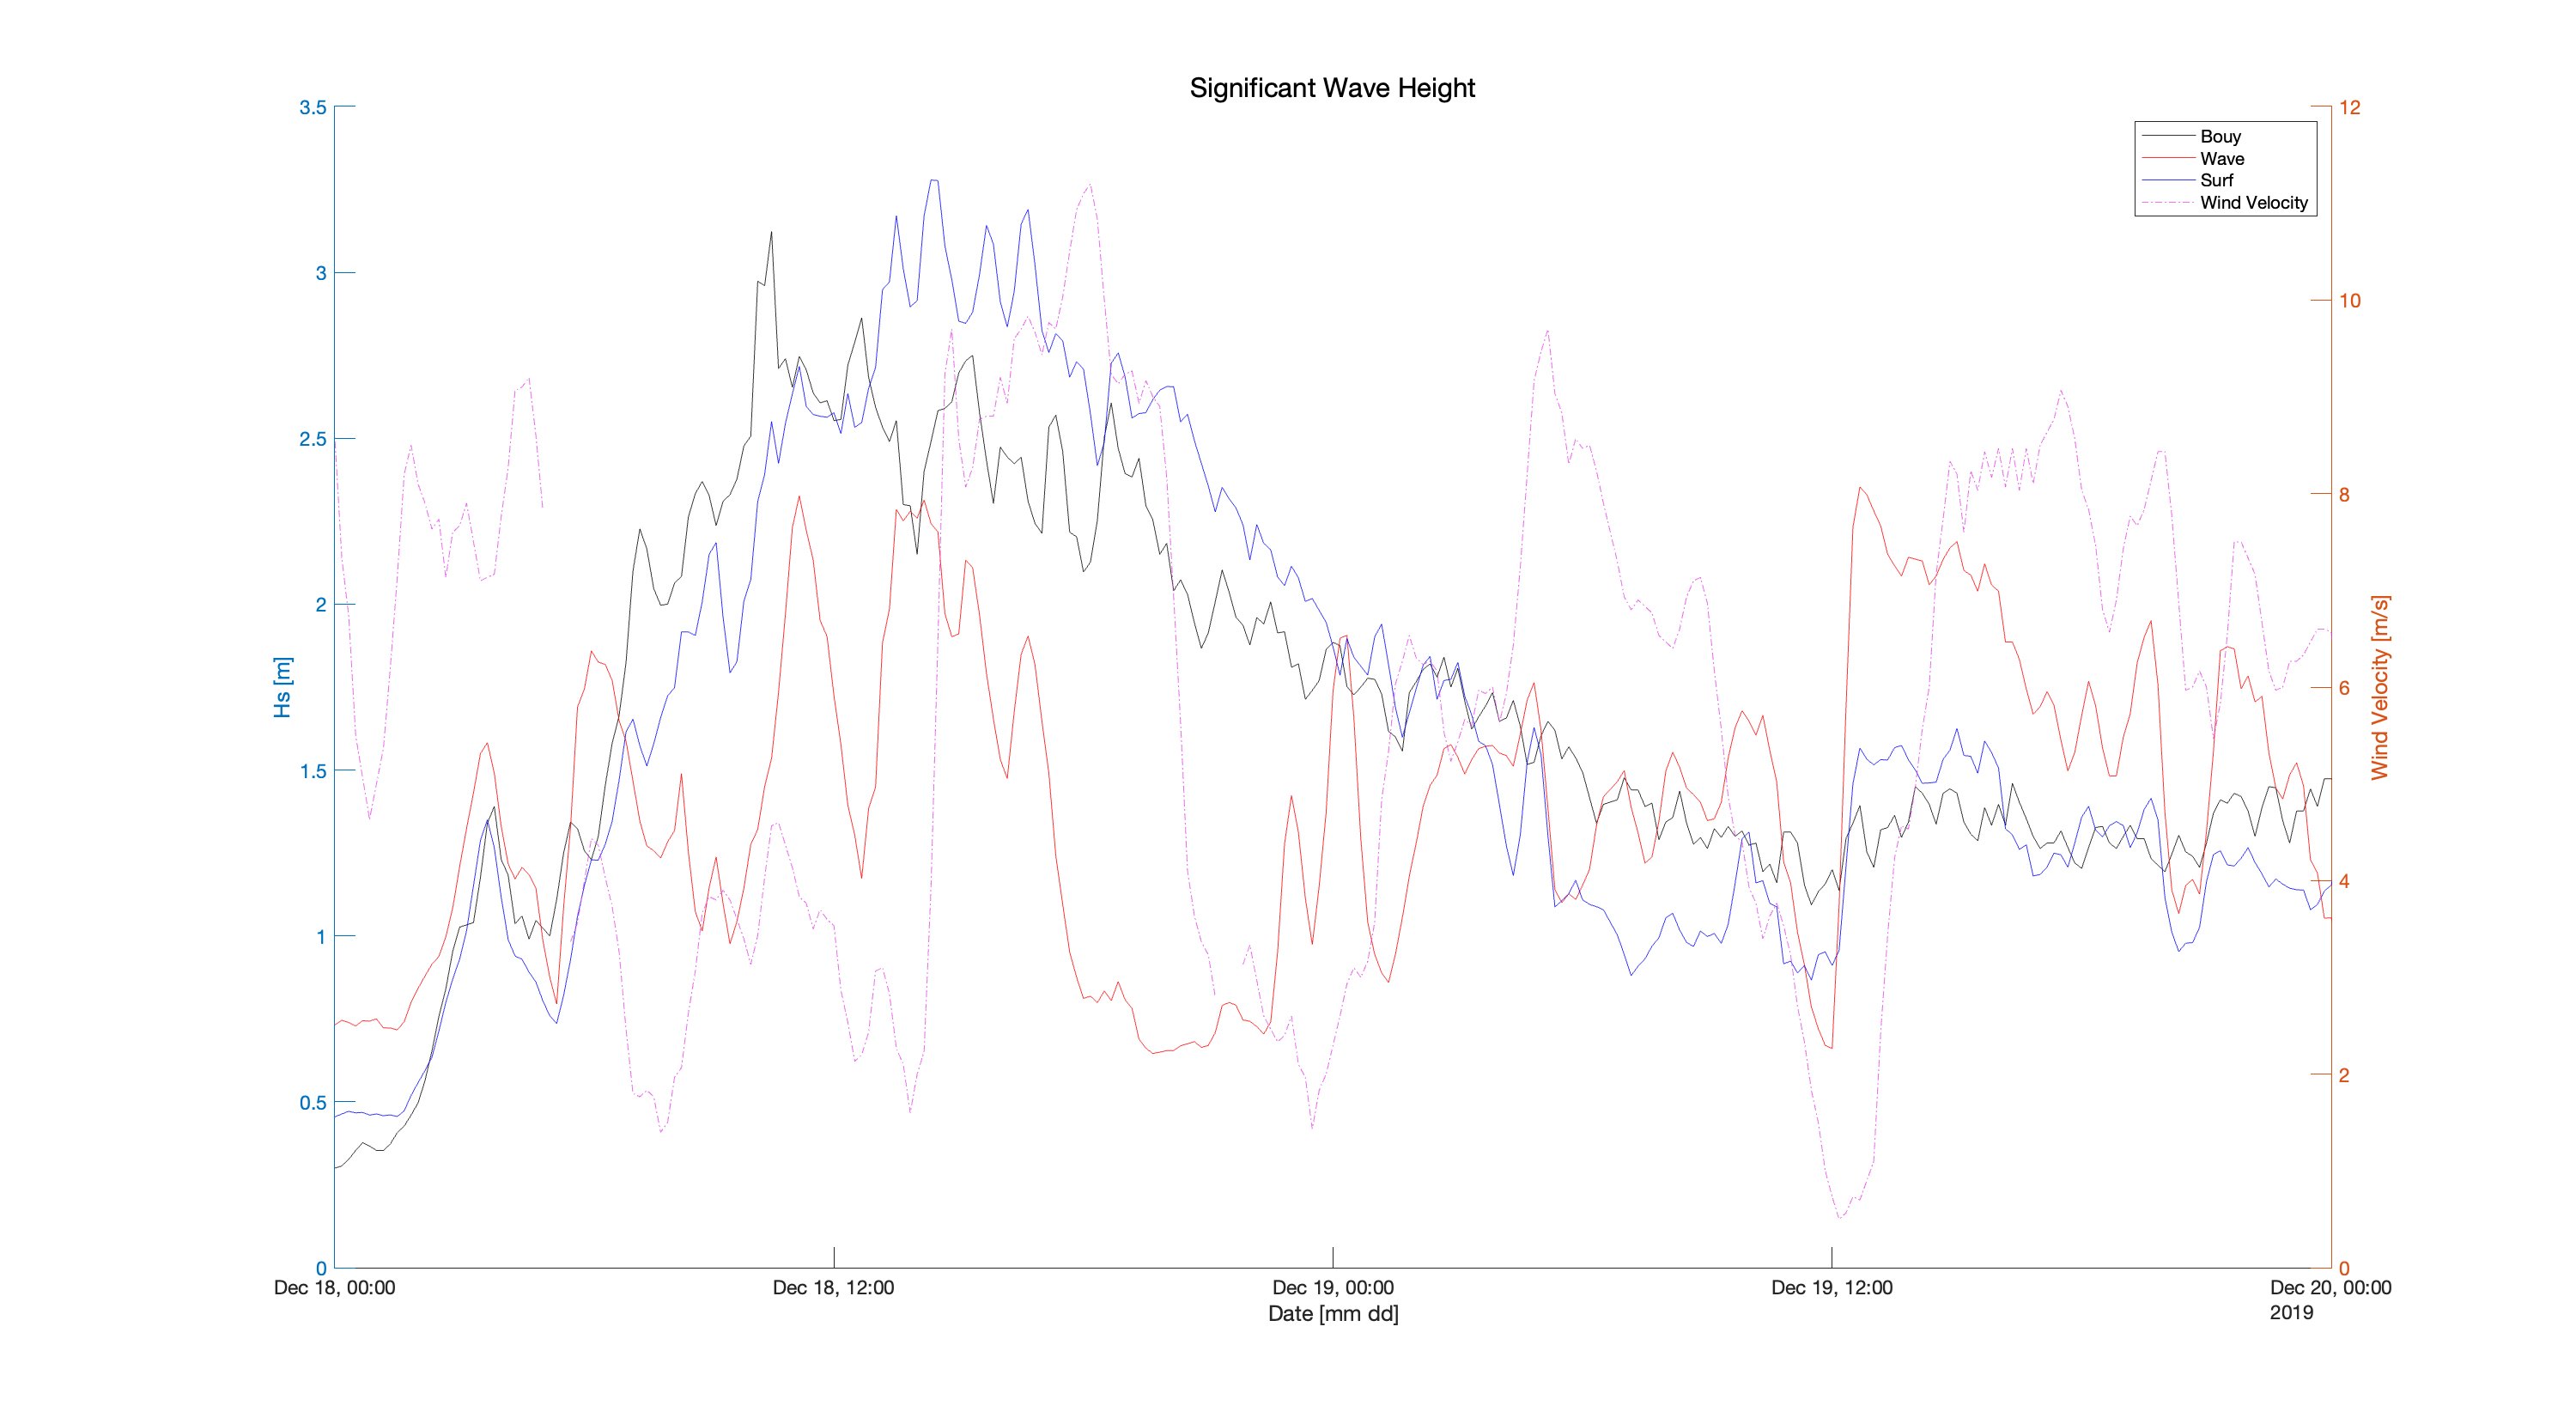 Significant Wave Height
3.5
3
2.5
2
1.5
1
0.5
0
Hs [m]
12
10
8
6
4
2
0
Wind Velocity [m/s]
Bouy
Wave
Surf
Wind Velocity
Dec 18, 00:00
Dec 18, 12:00
Dec 19, 00:00
Dec 19, 12:00
Dec 20, 00:00
2019
Date [mm dd]